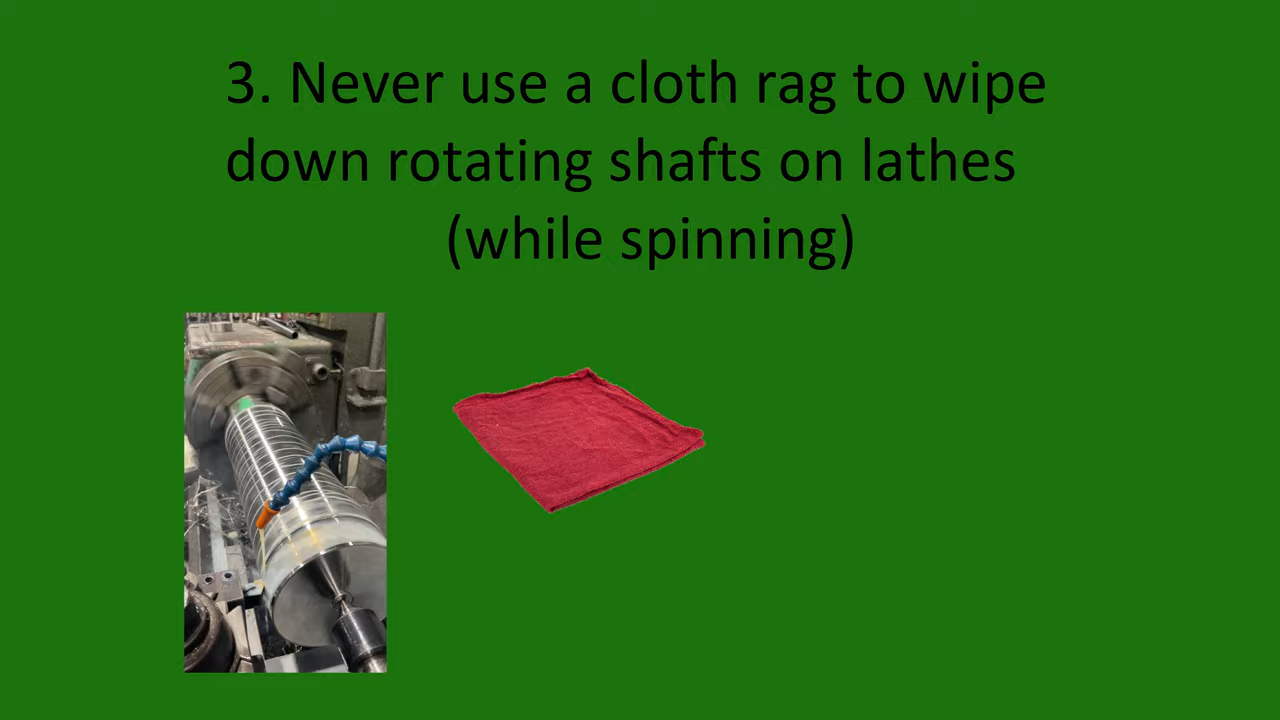 3. Never use a cloth rag to wipe
down rotating shafts on lathes
(while spinning)